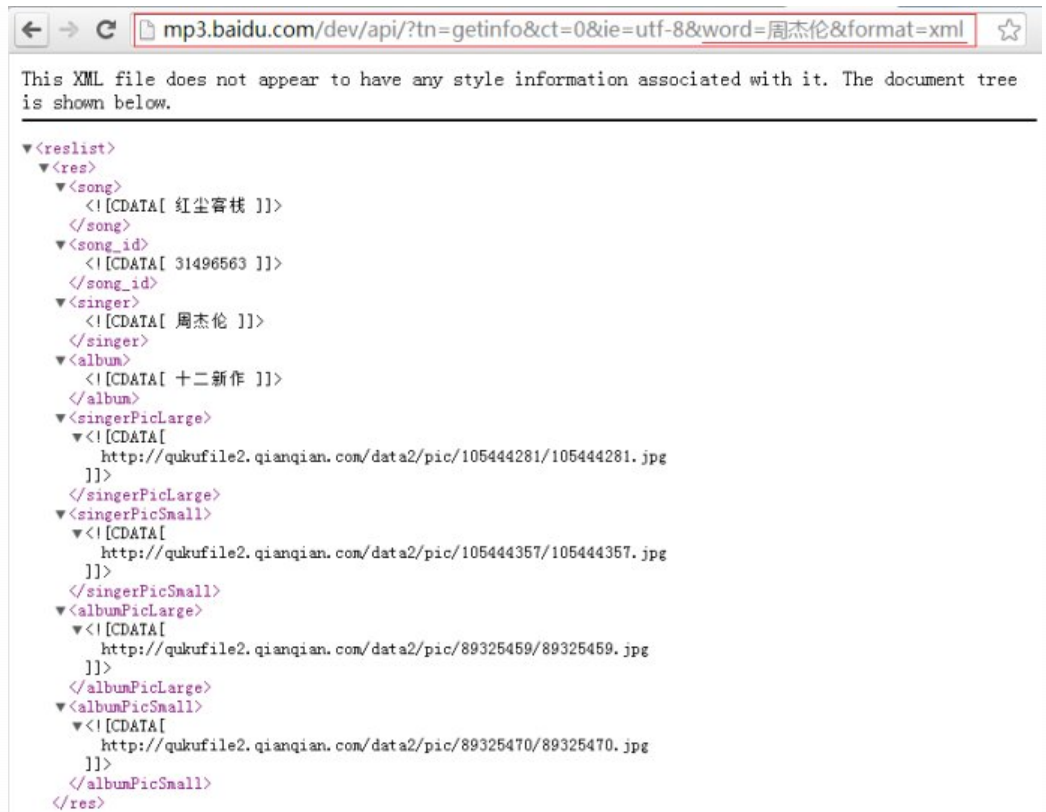 mp3.baidu.com/dev/api/?tn=getinfo&ct=0&ie=utf-8&word=周杰伦&format=xml
This XML file does not appear to have any style information associated with it. The document tree
is shown below.
▼<reslist>
▼<res>
▼<song>
<![CDATA[ 红尘客栈 ]]>
</song>
▼<song_id>
<![CDATA[ 31496563 ]]>
</song_id>
▼<singer>
<![CDATA[ 周杰伦 ]]>
</singer>
▼<album>
<![CDATA[ 十二新作 ]]>
</album>
▼<singerPicLarge>
▼<![CDATA[
http://qukufile2.qianqian.com/data2/pic/105444281/105444281.jpg
]]>
</singerPicLarge>
▼<singerPicSmall>
▼<![CDATA[
http://qukufile2.qianqian.com/data2/pic/105444357/105444357.jpg
]]>
</singerPicSmall>
▼<albumPicLarge>
▼<![CDATA[
http://qukufile2.qianqian.com/data2/pic/89325459/89325459.jpg
]]>
</albumPicLarge>
▼<albumPicSmall>
▼<![CDATA[
http://qukufile2.qianqian.com/data2/pic/89325470/89325470.jpg
]]>
</albumPicSmall>
</res>